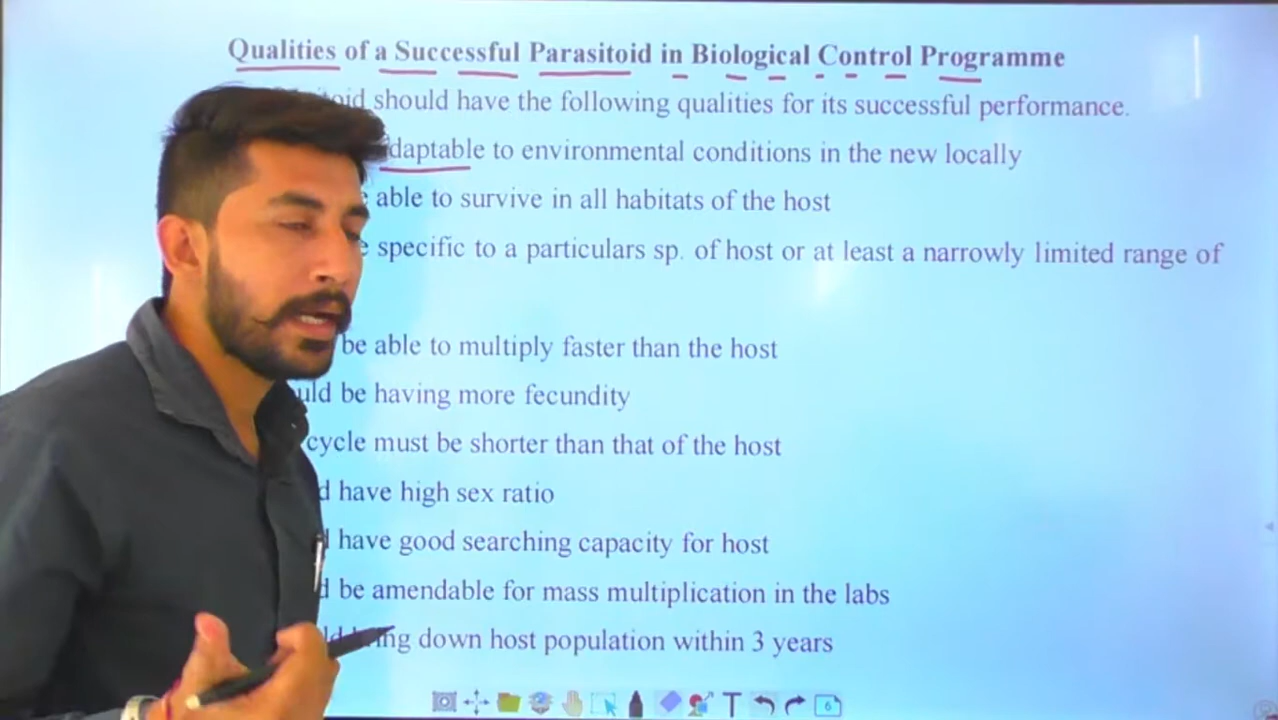 Qualities of a Successful Parasitoid in Biological Control Programme
should have the following qualities for its successful performance.
daptable to environmental conditions in the new locally
able to survive in all habitats of the host
specific to a particulars sp. of host or at least a narrowly limited range of
be able to multiply faster than the host
uld be having more fecundity
cycle must be shorter than that of the host
d have high sex ratio
have good searching capacity for host
d be amendable for mass multiplication in the labs
down host population within 3 years
T
6